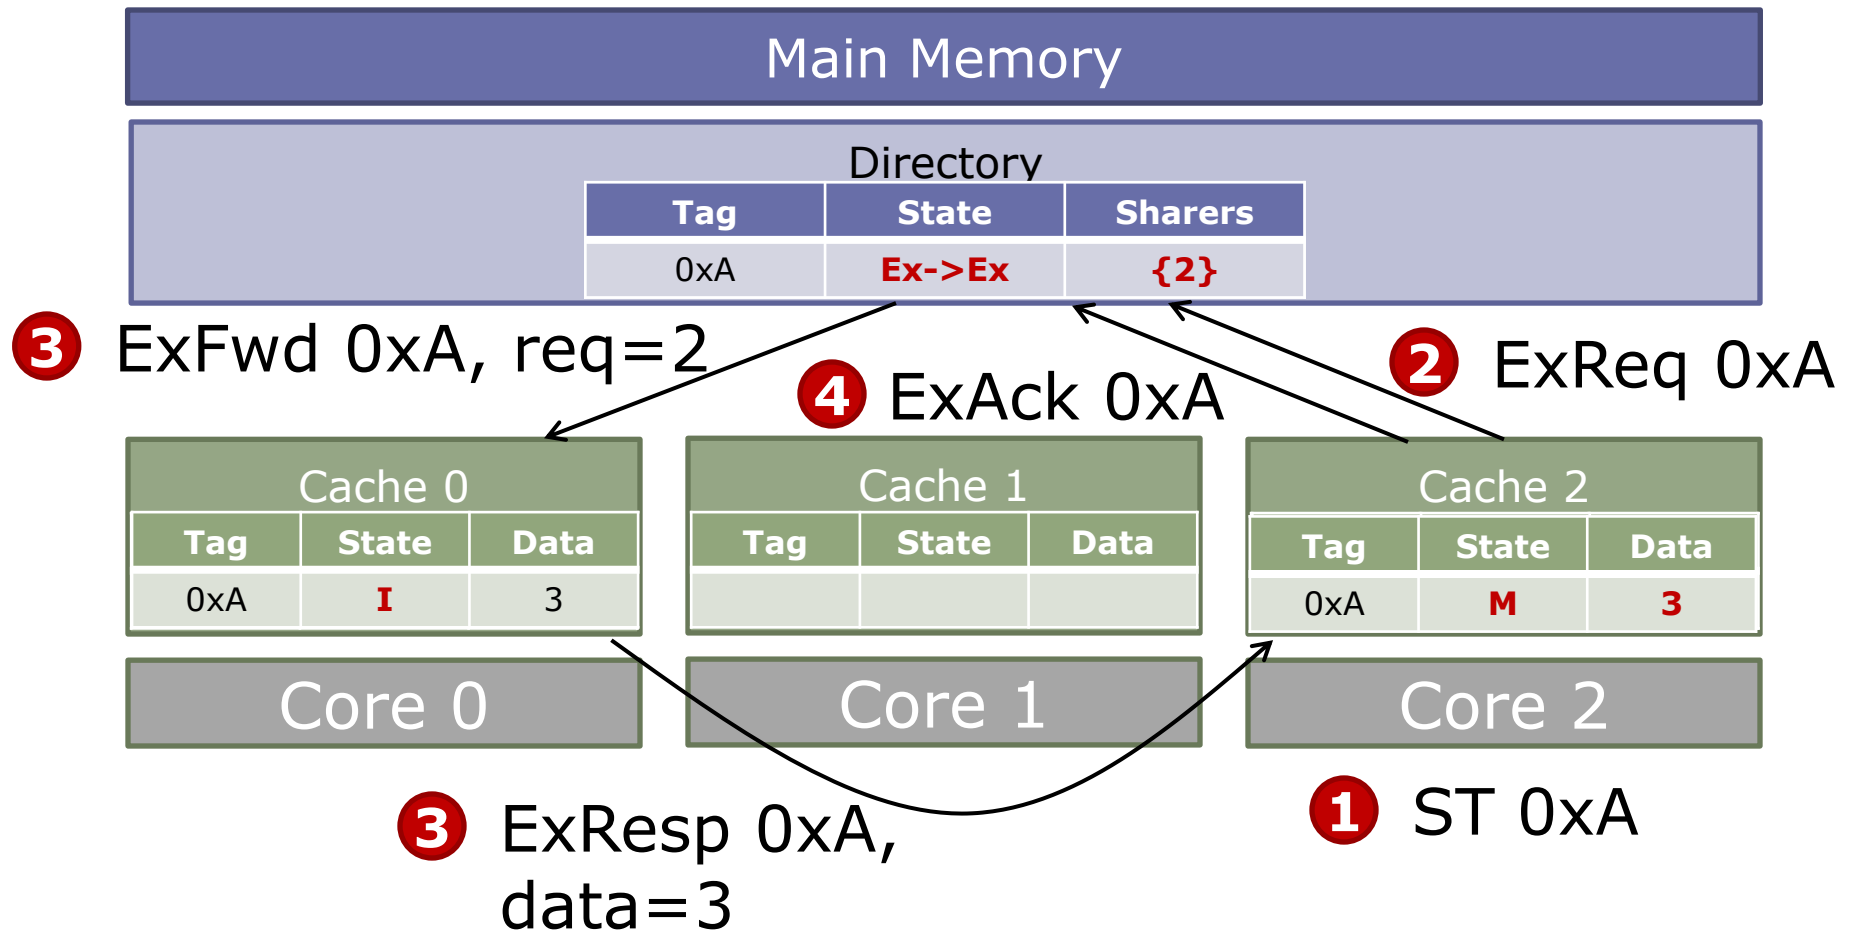 Main Memory
Directory
Tag State Sharers
0xA Ex->Ex {2}
3 ExFwd 0xA, req=2
4 ExAck 0xA
2 ExReq 0xA
Cache 0
Tag State Data
0xA I 3
Cache 1
Tag State Data
Cache 2
Tag State Data
0xA M 3
Core 0
Core 1
Core 2
3 ExResp 0xA,
data=3
1 ST 0xA